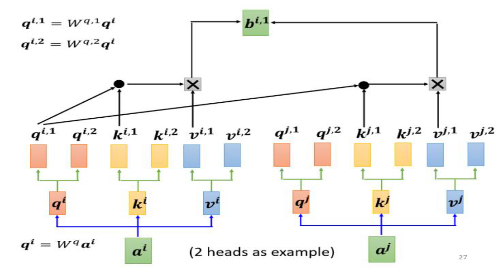 q^{i,1} = W^{q,1}q^i
b^{i,1}
q^{i,2} = W^{q,2}q^i
q^{i,1} q^{i,2} k^{i,1} k^{i,2} v^{i,1} v^{i,2} q^{j,1} q^{j,2} k^{j,1} k^{j,2} v^{j,1} v^{j,2}
q^i k^i v^i q^j k^j v^j
q^i = W^q a^i
a^i (2 heads as example) a^j
27